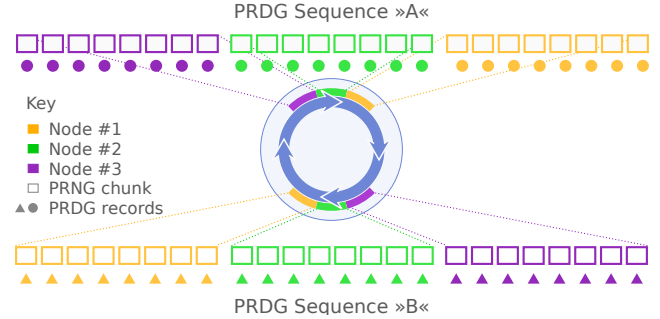 PRDG Sequence »A«
Key
Node #1
Node #2
Node #3
PRNG chunk
PRDG records
PRDG Sequence »B«